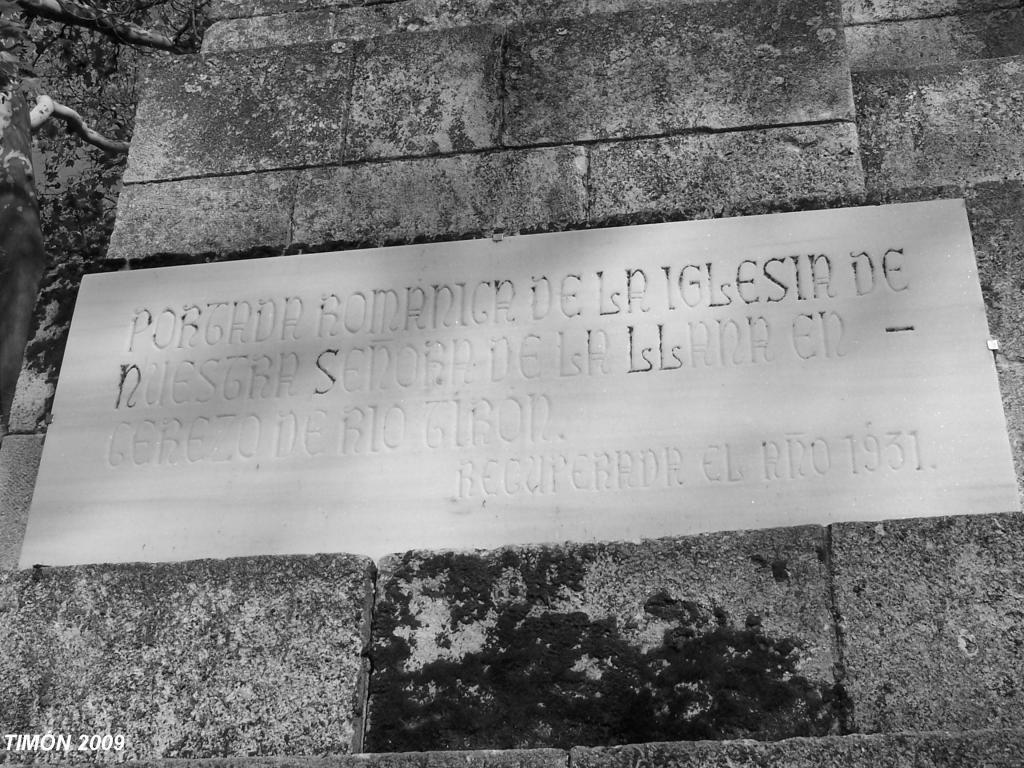 PORTADA ROMANICA DE LA IGLESIA DE
NUESTRA SEÑORA DE LA LLANA EN –
CEREZO DE RIO TIRON.
RECUPERADA EL AÑO 1931.
TIMÓN 2009